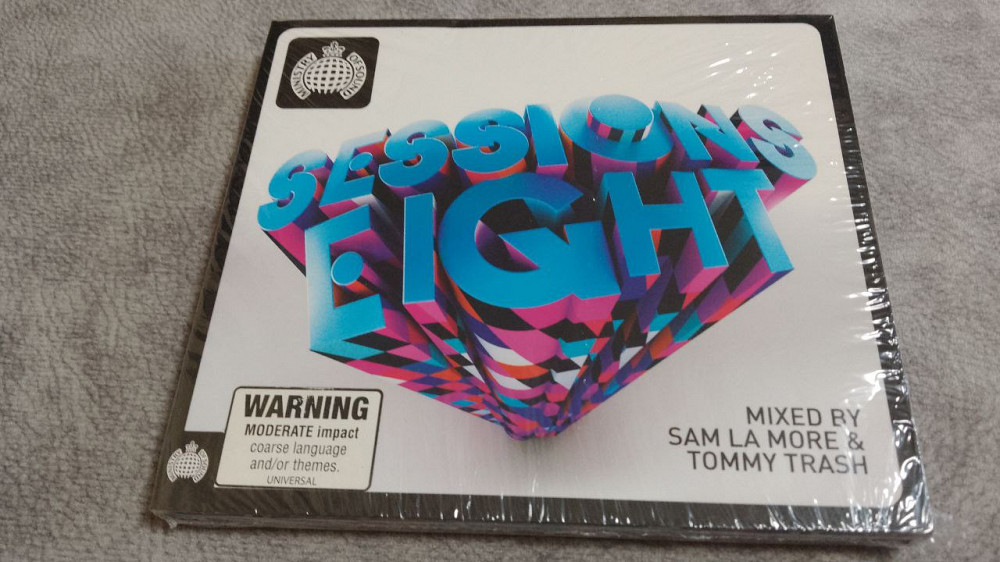 MINISTRY OF SOUND
SESSIONS
EIGHT
WARNING
MODERATE impact
coarse language
and/or themes.
UNIVERSAL
MIXED BY
SAM LA MORE &
TOMMY TRASH